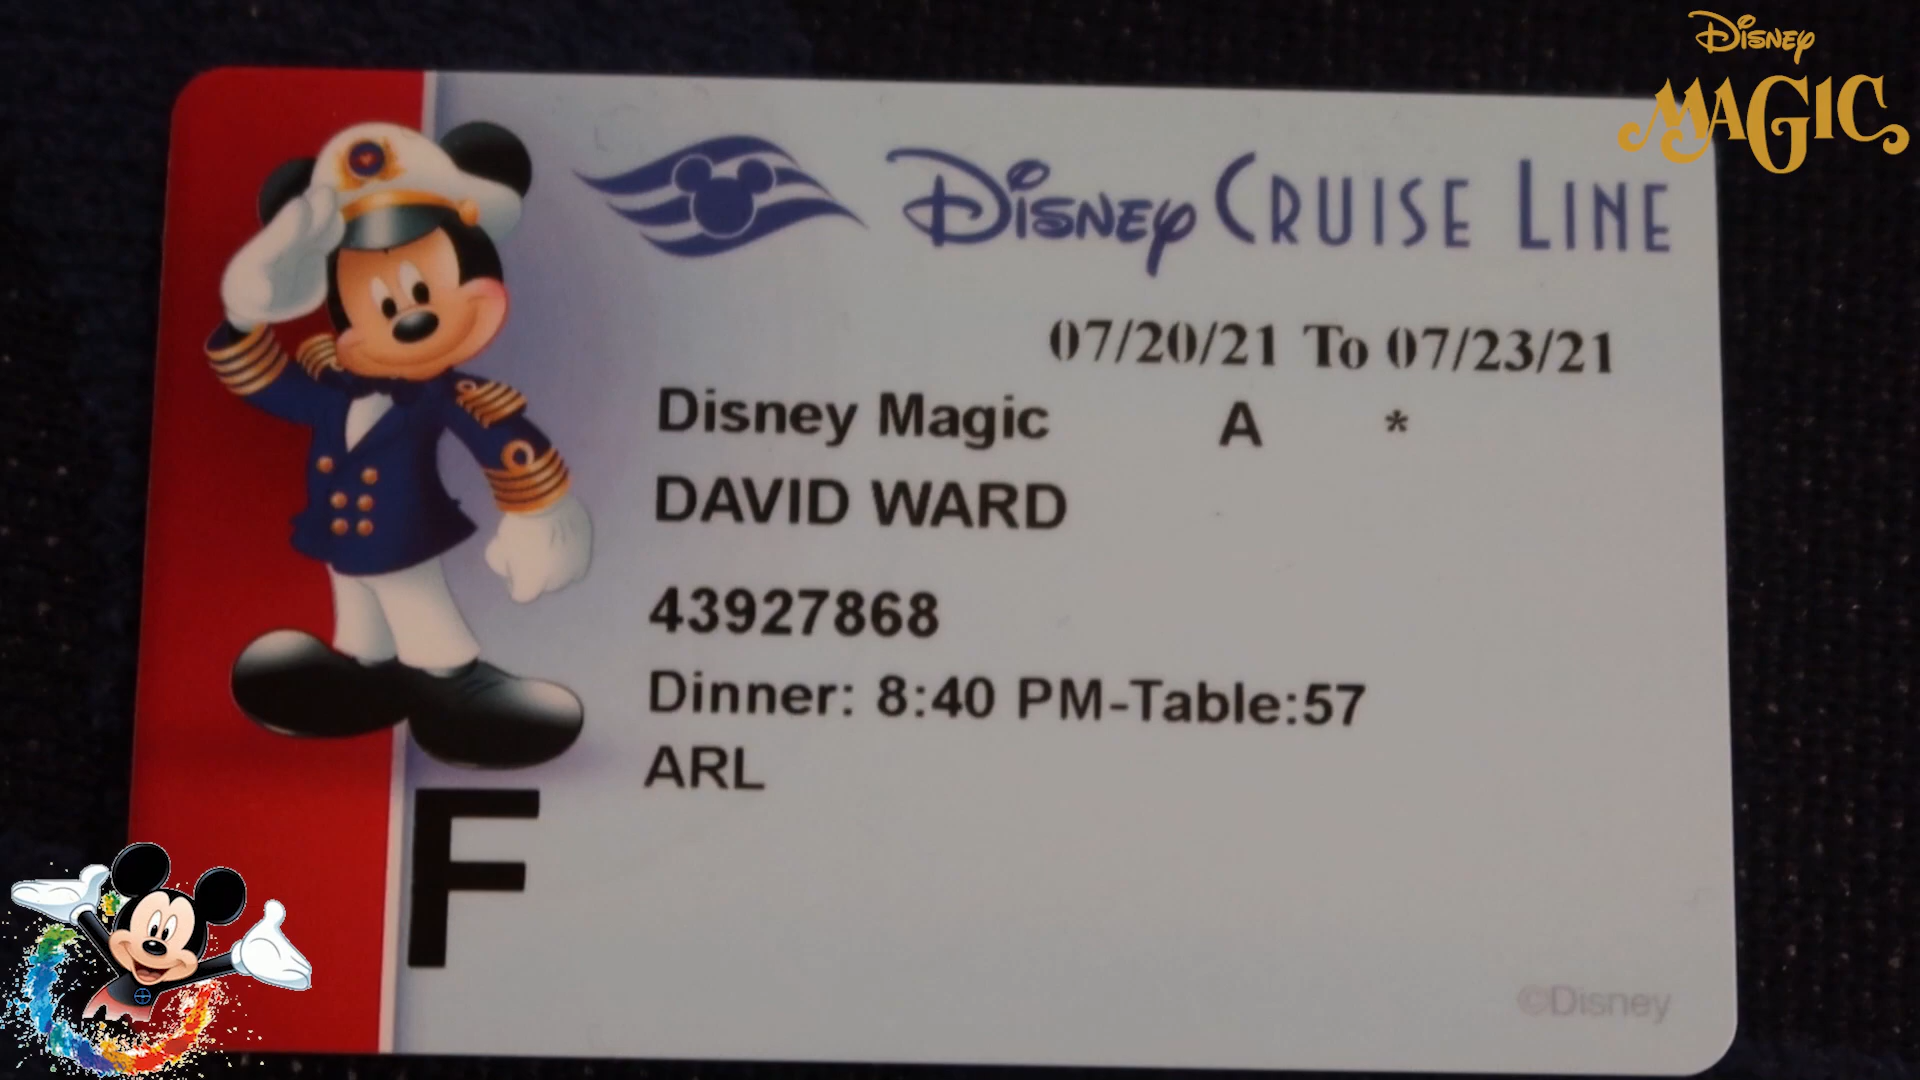 Disney
MAGIC
Disney CRUISE LINE
07/20/21 To 07/23/21
Disney Magic A *
DAVID WARD
43927868
Dinner: 8:40 PM-Table:57
ARL
F
©Disney